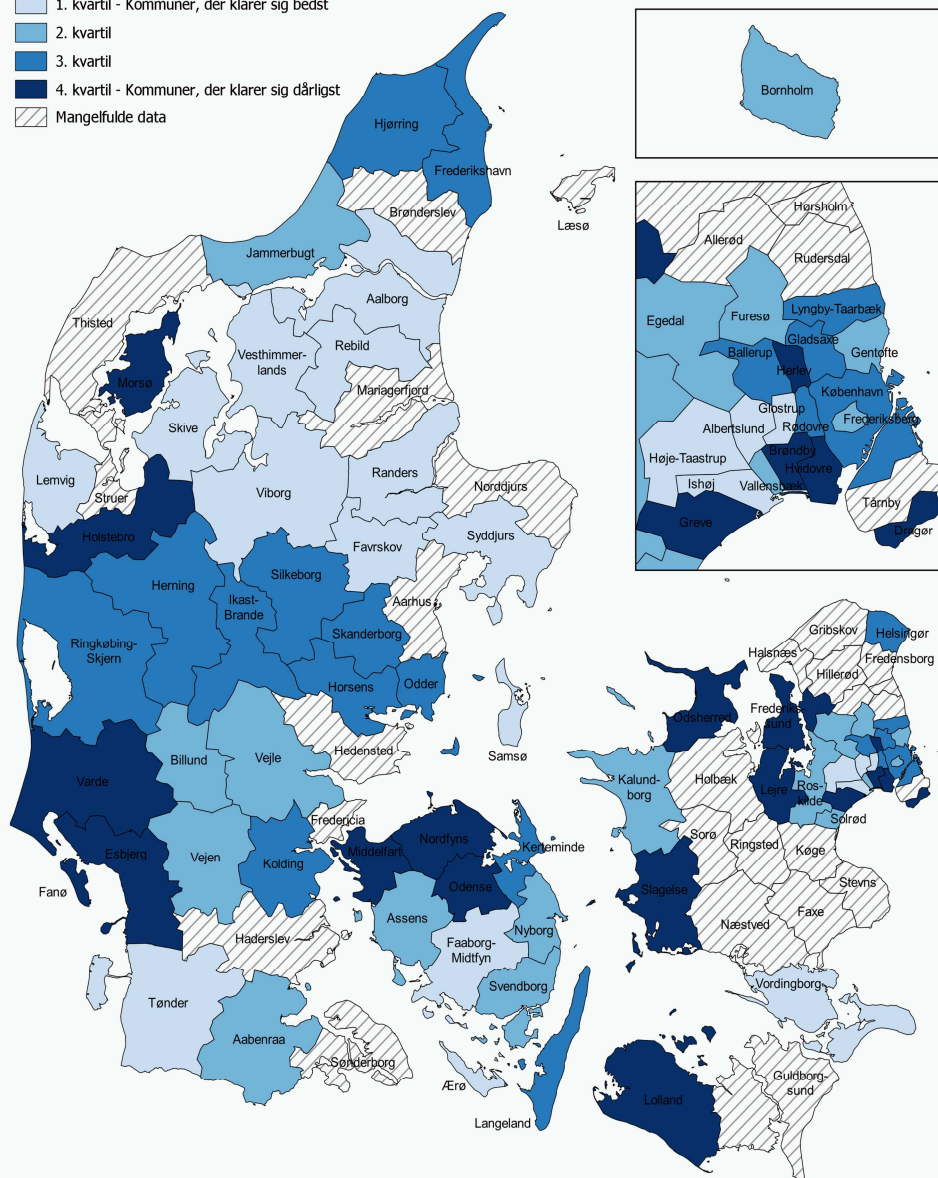 1. kvartil - Kommuner, der klarer sig bedst
2. kvartil
3. kvartil
4. kvartil - Kommuner, der klarer sig dårligst
Mangelfulde data
Bornholm
Hjørring
Frederikshavn
Brønderslev
Læsø
Jammerbugt
Aalborg
Thisted
Vesthimmer-
lands
Rebild
Morsø
Mariagerfjord
Skive
Lemvig
Struer
Viborg
Randers
Norddjurs
Holstebro
Favrskov
Syddjurs
Silkeborg
Herning
Ikast-
Brande
Aarhus
Skanderborg
Ringkøbing-
Skjern
Horsens
Odder
Samsø
Hedensted
Billund
Vejle
Varde
Fredericia
Esbjerg
Vejen
Kolding
Fanø
Haderslev
Tønder
Aabenraa
Sønderborg
Middelfart
Nordfyns
Kerteminde
Odense
Assens
Nyborg
Faaborg-
Midtfyn
Svendborg
Ærø
Langeland
Hørsholm
Allerød
Rudersdal
Egedal
Furesø
Lyngby-Taarbæk
Gladsaxe
Ballerup
Gentofte
Herlev
København
Glostrup
Frederiksberg
Albertslund
Rødovre
Brøndby
Høje-Taastrup
Hvidovre
Ishøj
Vallensbæk
Tårnby
Greve
Dragør
Gribskov
Helsingør
Halsnæs
Fredensborg
Hillerød
Frederiks-
sund
Odsherred
Holbæk
Kalund-
borg
Lejre
Ros-
kilde
Solrød
Sorø
Ringsted
Køge
Stevns
Slagelse
Næstved
Faxe
Vordingborg
Guldborg-
sund
Lolland